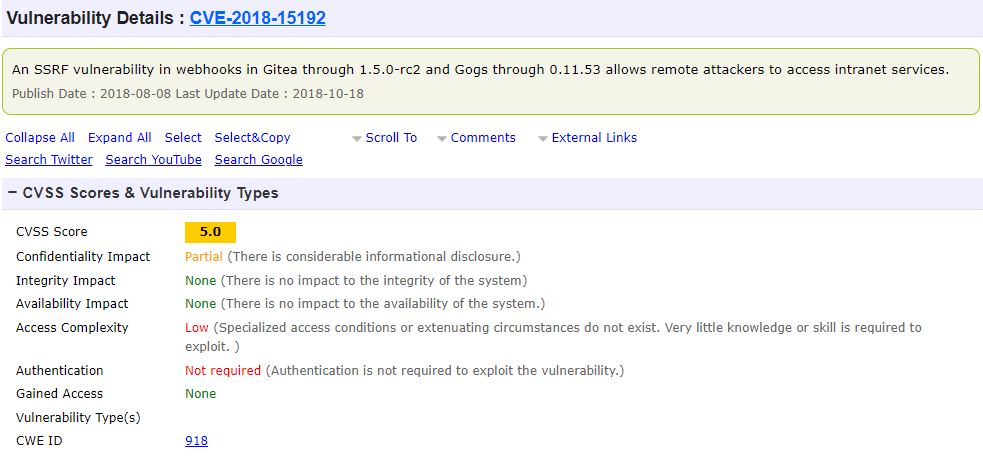 Vulnerability Details : CVE-2018-15192
An SSRF vulnerability in webhooks in Gitea through 1.5.0-rc2 and Gogs through 0.11.53 allows remote attackers to access intranet services.
Publish Date : 2018-08-08 Last Update Date : 2018-10-18
Collapse All Expand All Select Select&Copy Scroll To Comments External Links
Search Twitter Search YouTube Search Google
− CVSS Scores & Vulnerability Types
CVSS Score 5.0
Confidentiality Impact Partial (There is considerable informational disclosure.)
Integrity Impact None (There is no impact to the integrity of the system)
Availability Impact None (There is no impact to the availability of the system.)
Access Complexity Low (Specialized access conditions or extenuating circumstances do not exist. Very little knowledge or skill is required to
exploit. )
Authentication Not required (Authentication is not required to exploit the vulnerability.)
Gained Access None
Vulnerability Type(s)
CWE ID 918